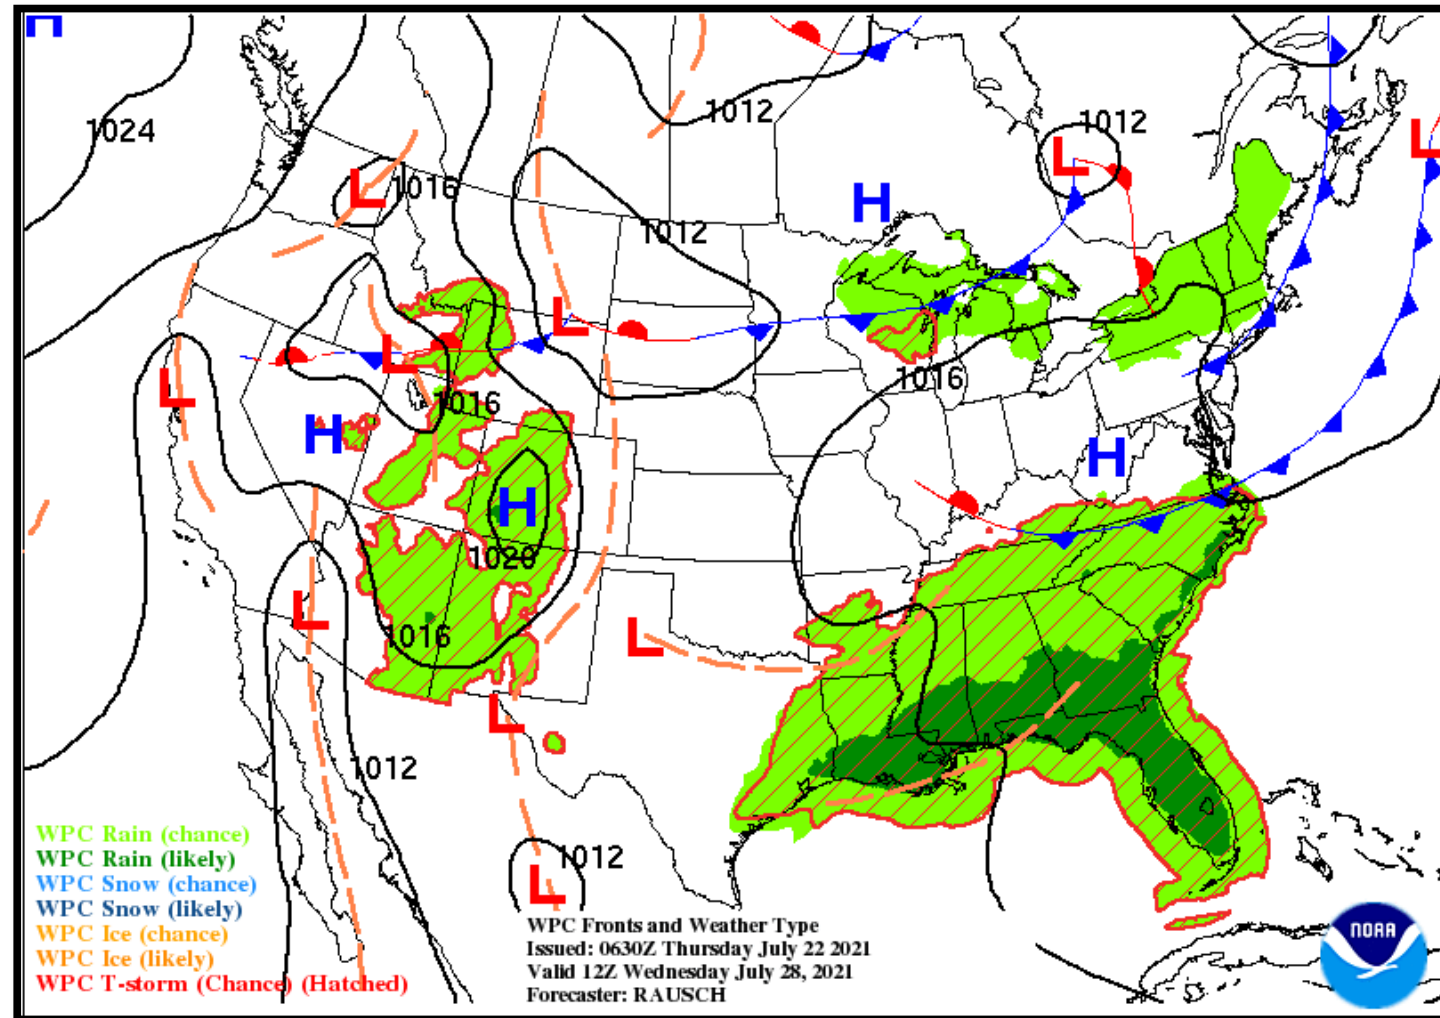 H
1024
1012
1012
L
L
1016
H
1012
L
L
1016
L
1016
H
H
H
1020
L
1016
L
L
1012
1012
L
WPC Rain (chance)
WPC Rain (likely)
WPC Snow (chance)
WPC Snow (likely)
WPC Ice (chance)
WPC Ice (likely)
WPC T-storm (Chance) (Hatched)
WPC Fronts and Weather Type
Issued: 0630Z Thursday July 22 2021
Valid 12Z Wednesday July 28, 2021
Forecaster: RAUSCH
NOAA